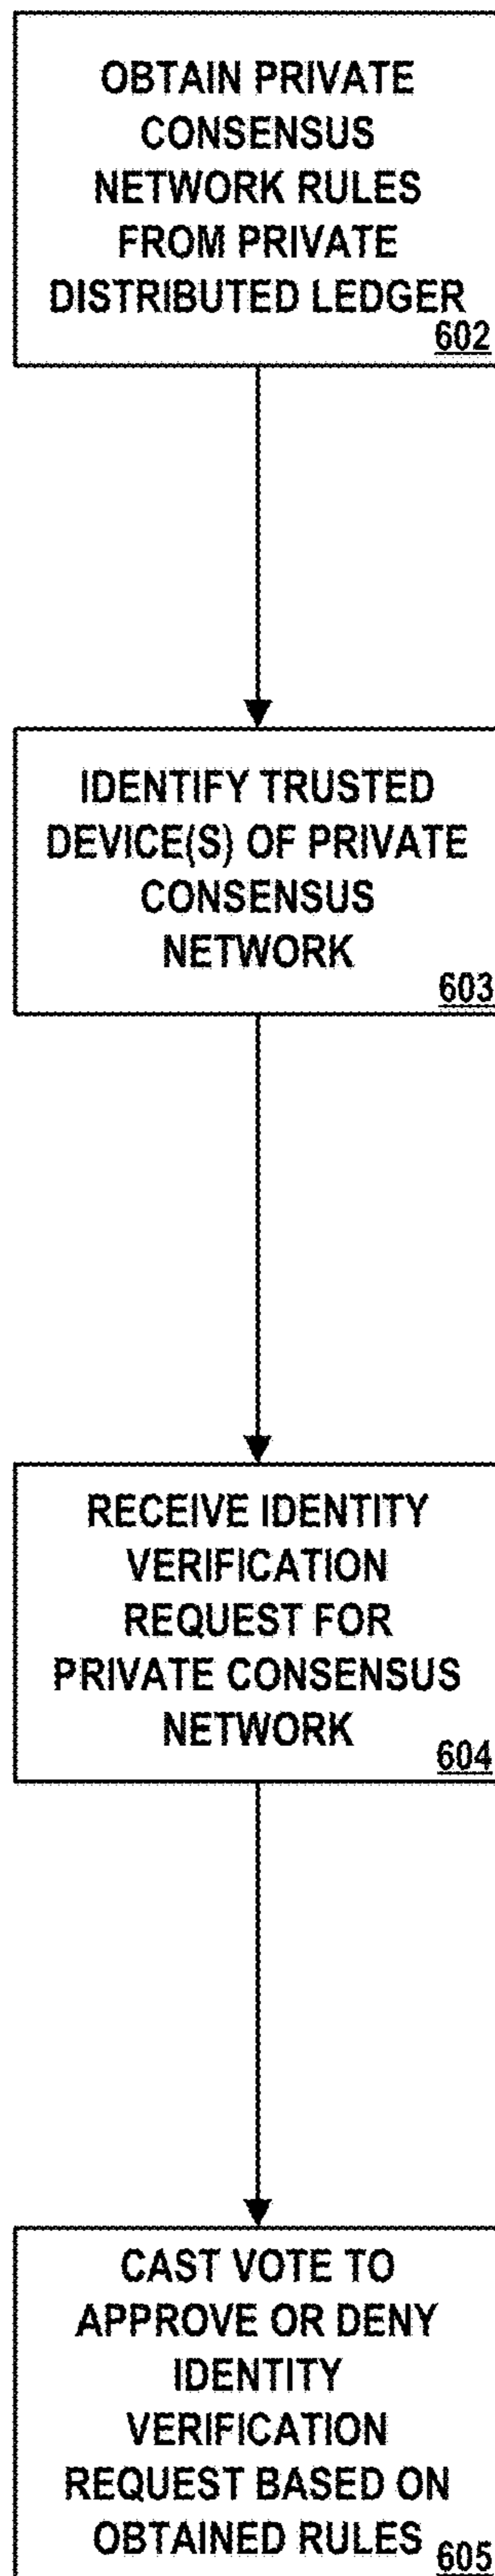 OBTAIN PRIVATE
CONSENSUS
NETWORK RULES
FROM PRIVATE
DISTRIBUTED LEDGER
602
IDENTIFY TRUSTED
DEVICE(S) OF PRIVATE
CONSENSUS
NETWORK
603
RECEIVE IDENTITY
VERIFICATION
REQUEST FOR
PRIVATE CONSENSUS
NETWORK
604
CAST VOTE TO
APPROVE OR DENY
IDENTITY
VERIFICATION
REQUEST BASED ON
OBTAINED RULES
605